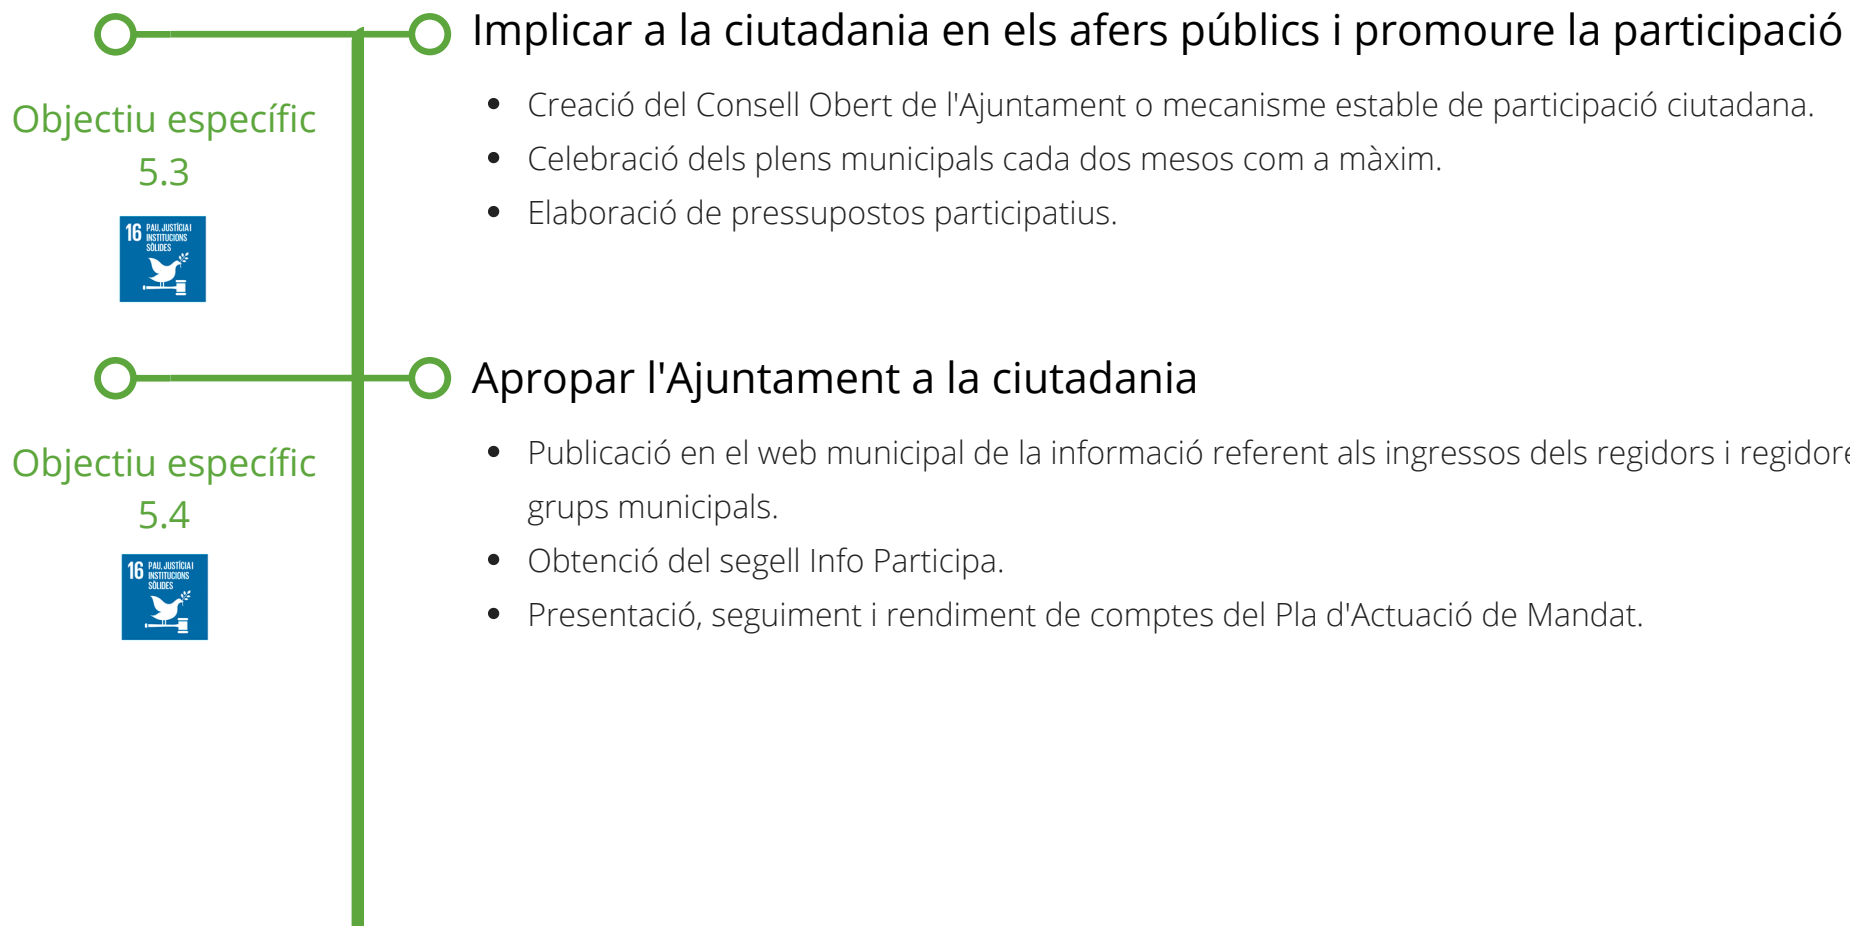 Implicar a la ciutadania en els afers públics i promoure la participació
Objectiu específic
5.3
16 PAU, JUSTÍCIA I
INSTITUCIONS
SÒLIDES
• Creació del Consell Obert de l'Ajuntament o mecanisme estable de participació ciutadana.
• Celebració dels plens municipals cada dos mesos com a màxim.
• Elaboració de pressupostos participatius.
Apropar l'Ajuntament a la ciutadania
Objectiu específic
5.4
16 PAU, JUSTÍCIA I
INSTITUCIONS
SÒLIDES
• Publicació en el web municipal de la informació referent als ingressos dels regidors i
grups municipals.
• Obtenció del segell Info Participa.
• Presentació, seguiment i rendiment de comptes del Pla d'Actuació de Mandat.